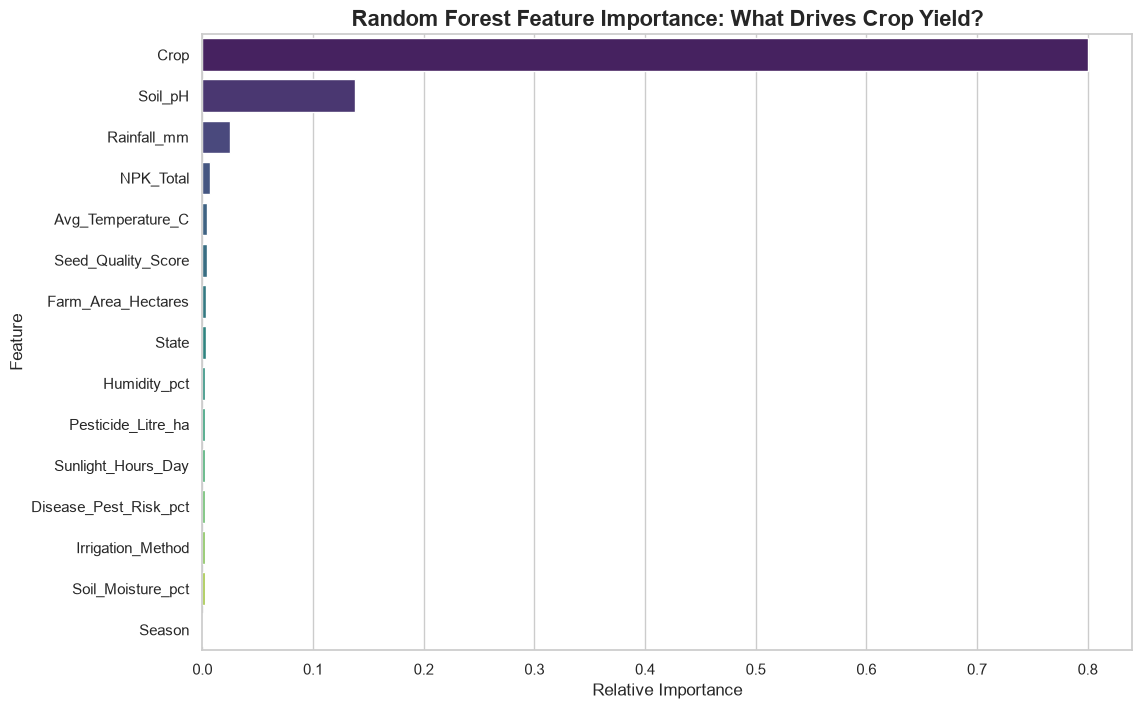 Random Forest Feature Importance: What Drives Crop Yield?
Crop
Soil_pH
Rainfall_mm
NPK_Total
Avg_Temperature_C
Seed_Quality_Score
Farm_Area_Hectares
State
Humidity_pct
Pesticide_Litre_ha
Sunlight_Hours_Day
Disease_Pest_Risk_pct
Irrigation_Method
Soil_Moisture_pct
Season
Feature
0.0 0.1 0.2 0.3 0.4 0.5 0.6 0.7 0.8
Relative Importance